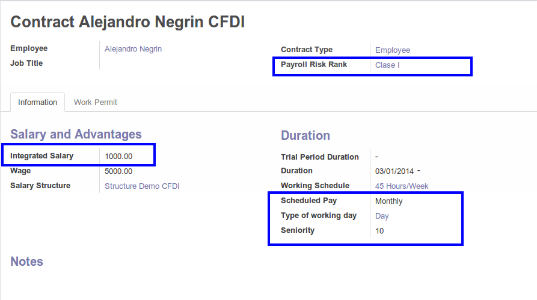 Contract Alejandro Negrin CFDI
Employee Alejandro Negrin
Job Title
Contract Type Employee
Payroll Risk Rank Clase I
Information Work Permit
Salary and Advantages
Integrated Salary 1000.00
Wage 5000.00
Salary Structure Structure Demo CFDI
Duration
Trial Period Duration -
Duration 03/01/2014 -
Working Schedule 45 Hours/Week
Scheduled Pay Monthly
Type of working day Day
Seniority 10
Notes